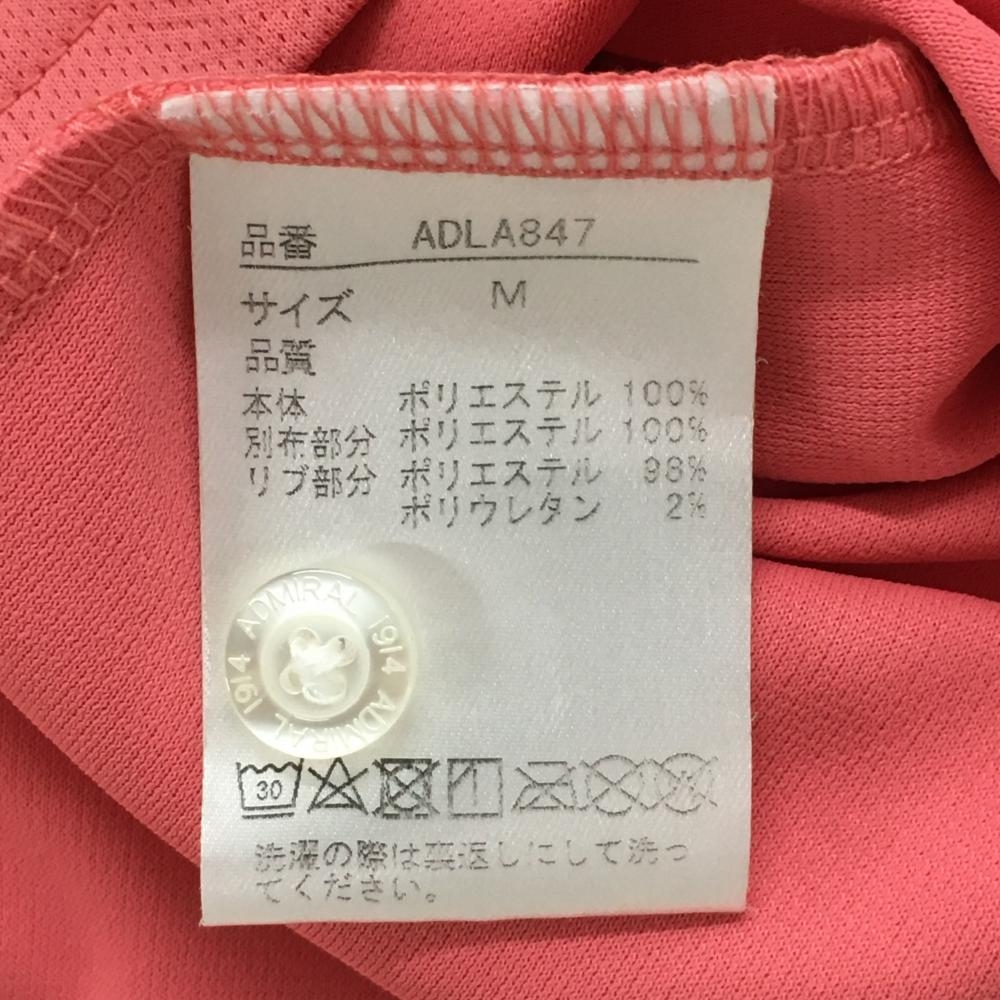 品番 ADLA847
サイズ M
品質
本体 ポリエステル 100%
別布部分 ポリエステル 100%
リブ部分 ポリエステル 98%
ポリウレタン 2%
ADMIRAL 1914 ADMIRAL 1914
30
洗濯の際は裏返しにして洗っ
てください。